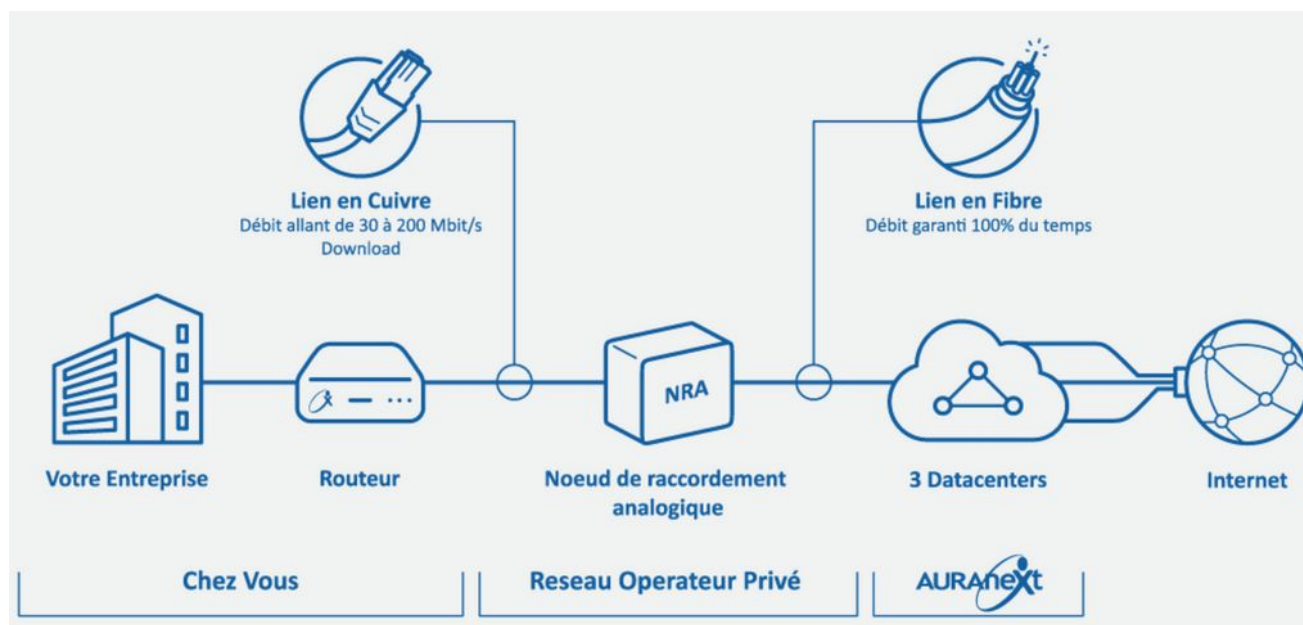 Lien en Cuivre
Débit allant de 30 à 200 Mbit/s
Download
Lien en Fibre
Débit garanti 100% du temps
NRA
Votre Entreprise
Routeur
Noeud de raccordement
analogique
3 Datacenters
Internet
Chez Vous
Reseau Operateur Privé
AURAneXt